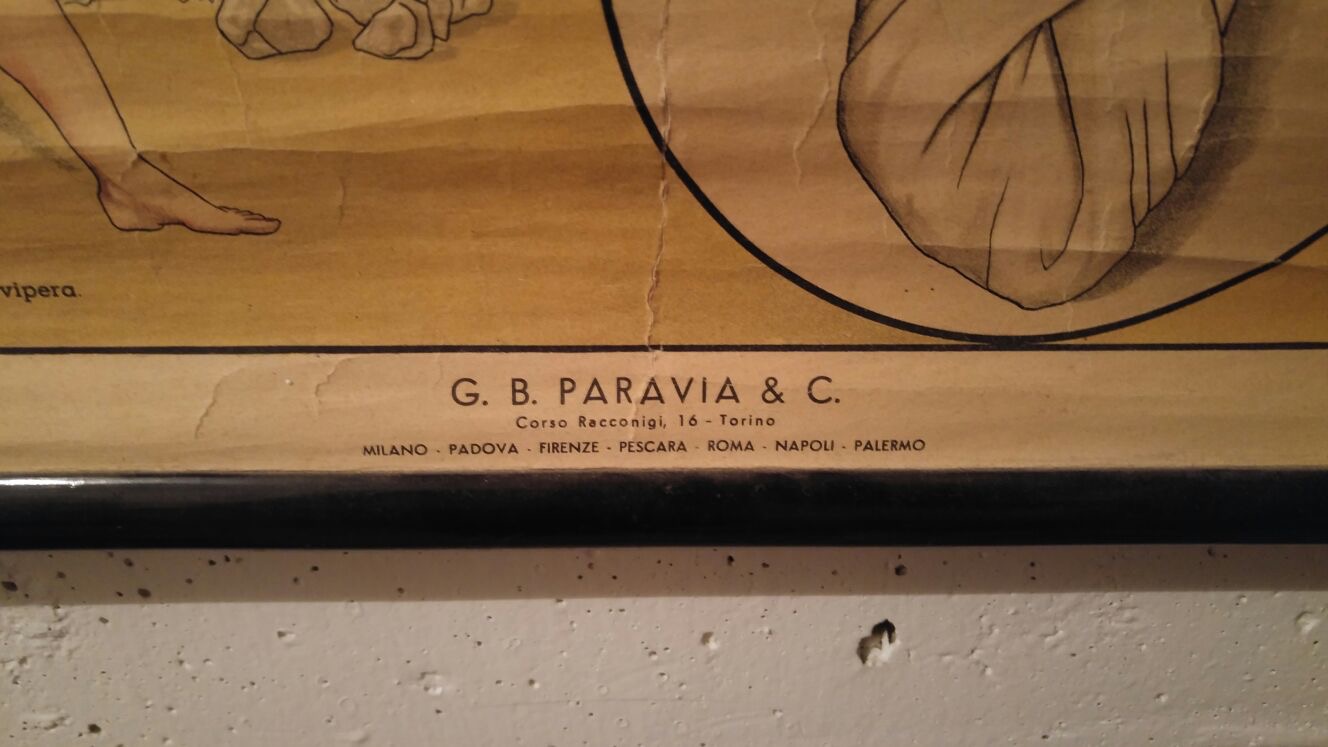 vipera.
G. B. PARAVIA & C.
Corso Racconigi, 16 - Torino
MILANO - PADOVA - FIRENZE - PESCARA - ROMA - NAPOLI - PALERMO